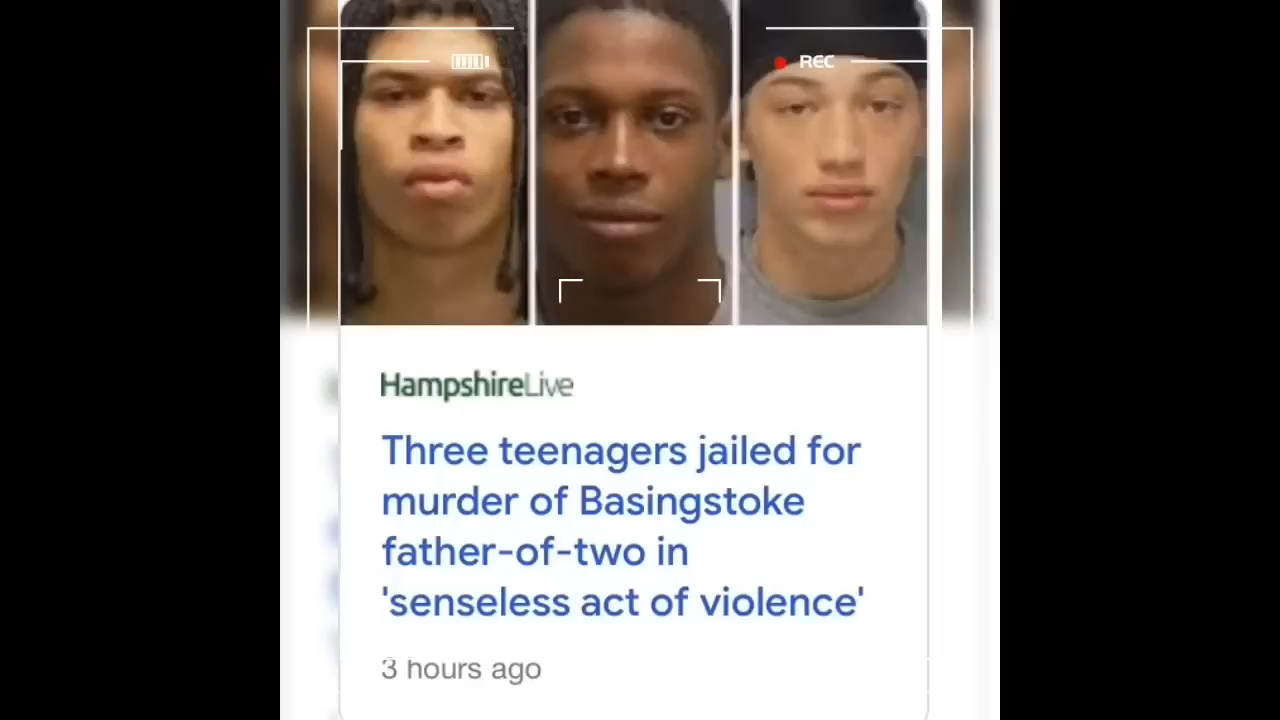 REC
HampshireLive
Three teenagers jailed for
murder of Basingstoke
father-of-two in
'senseless act of violence'
3 hours ago